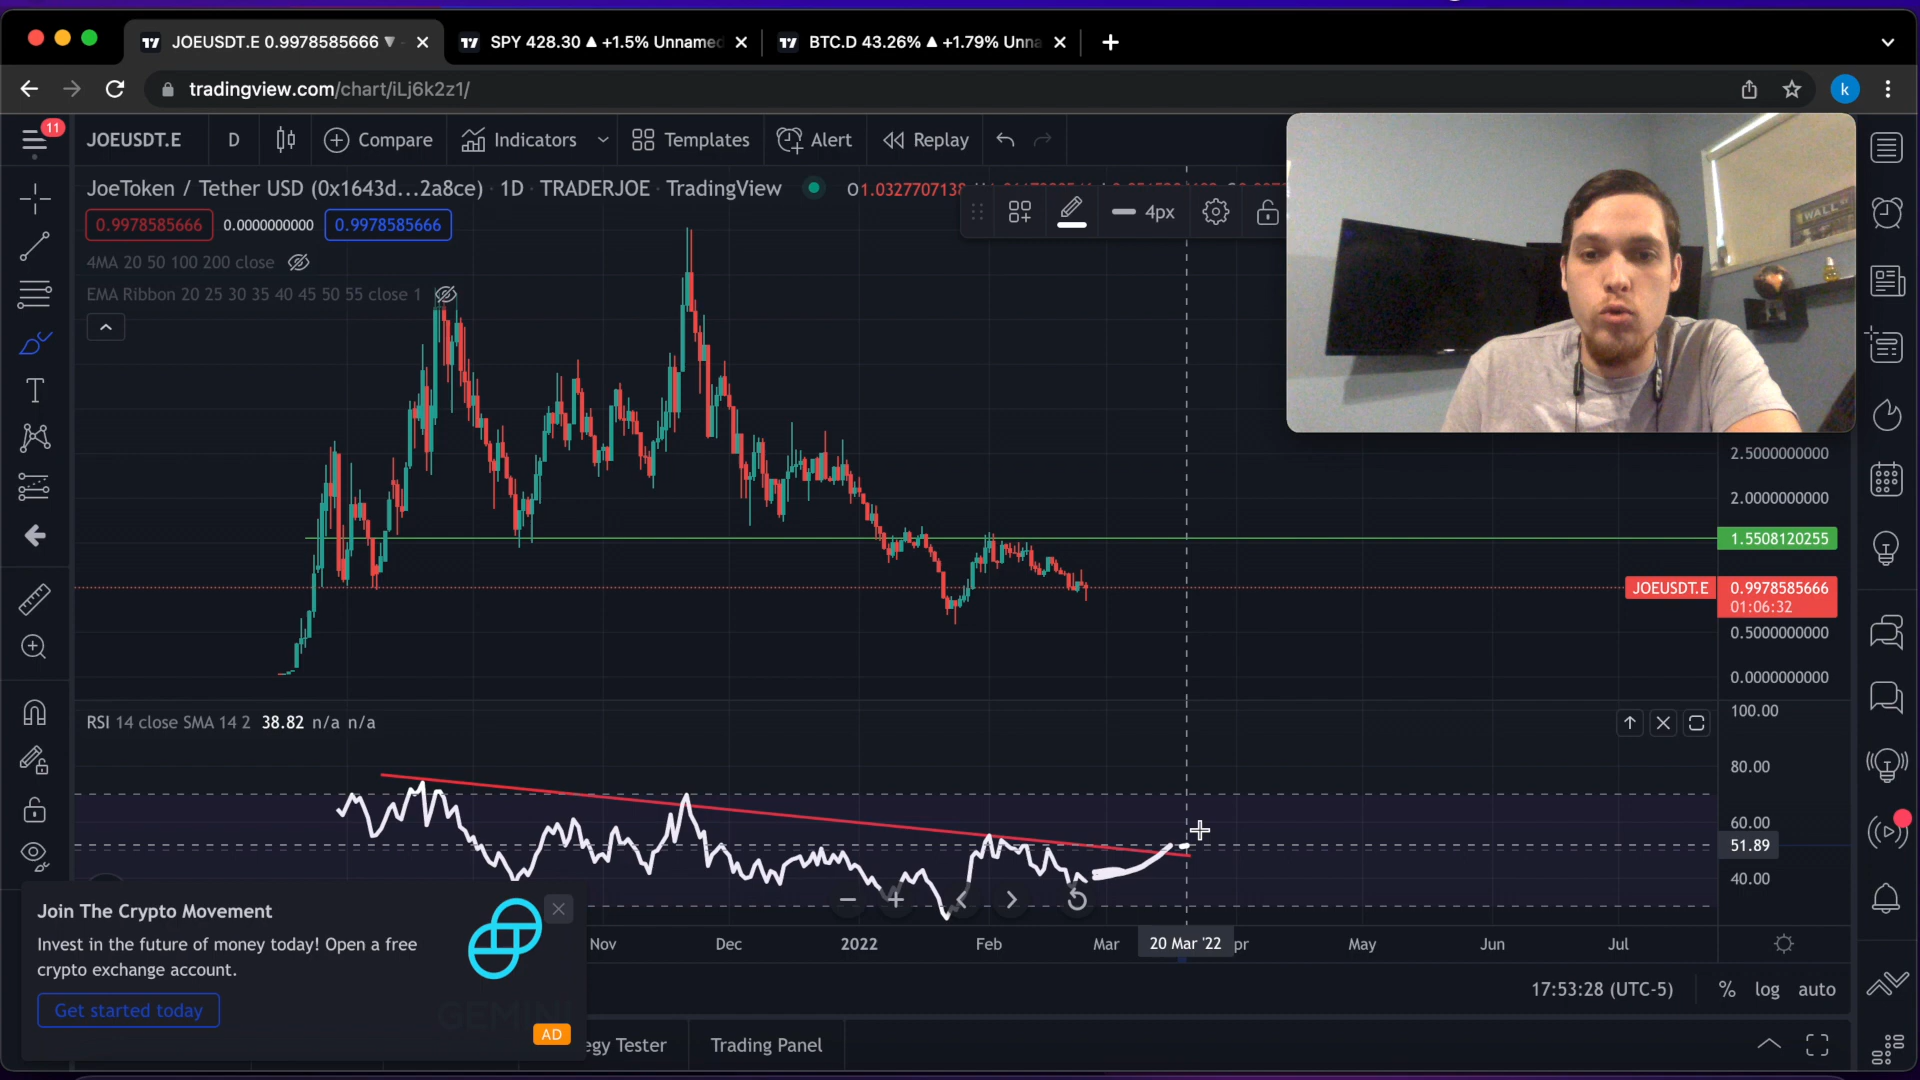 JOEUSDT.E 0.9978585666 ▼
SPY 428.30 ▲ +1.5% Unnamed
BTC.D 43.26% ▲ +1.79% Unna
tradingview.com/chart/iLj6k2z1/
k
11
JOEUSDT.E D Compare Indicators Templates Alert Replay
JoeToken / Tether USD (0x1643d...2a8ce) · 1D · TRADERJOE · TradingView O1.0327707138
4px
0.9978585666 0.0000000000 0.9978585666
4MA 20 50 100 200 close
EMA Ribbon 20 25 30 35 40 45 50 55 close 1
WALL
2.5000000000
2.0000000000
1.5508120255
JOEUSDT.E 0.9978585666
01:06:32
0.5000000000
0.0000000000
RSI 14 close SMA 14 2 38.82 n/a n/a
100.00
80.00
60.00
51.89
40.00
Join The Crypto Movement
Invest in the future of money today! Open a free
crypto exchange account.
Get started today
GEMINI
AD
Nov Dec 2022 Feb Mar 20 Mar '22 pr May Jun Jul
17:53:28 (UTC-5) % log auto
egy Tester Trading Panel